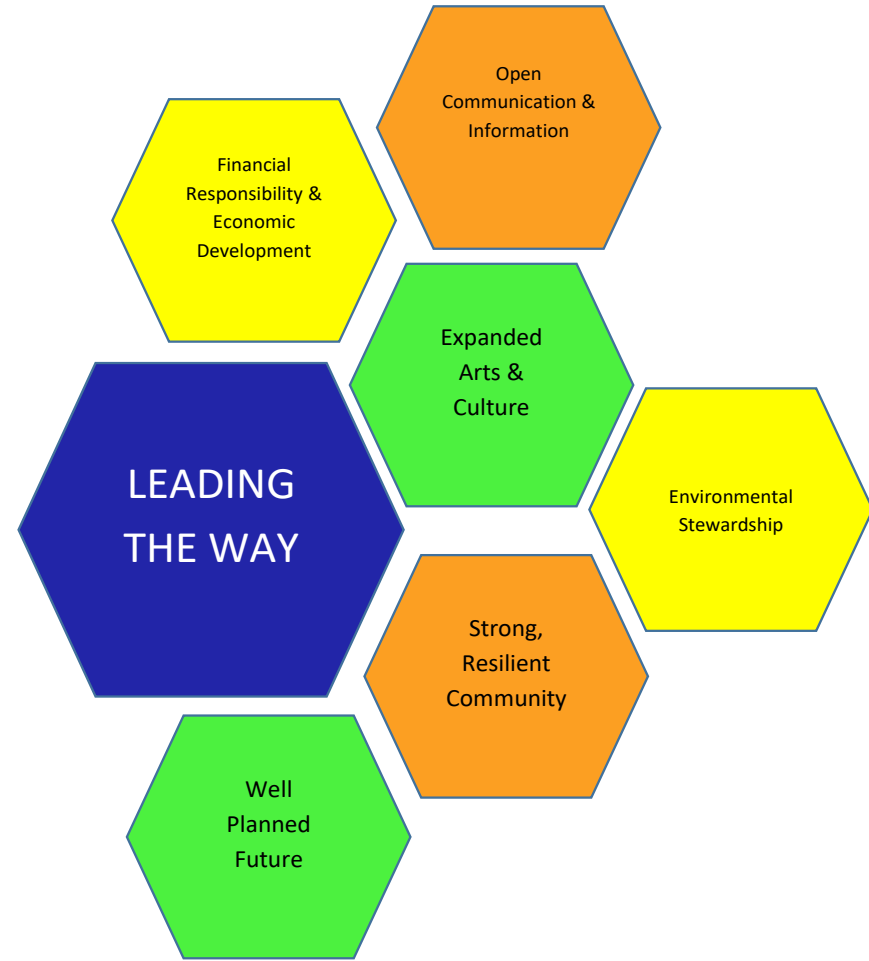 Open
Communication &
Information
Financial
Responsibility &
Economic
Development
Expanded
Arts &
Culture
LEADING
THE WAY
Environmental
Stewardship
Strong,
Resilient
Community
Well
Planned
Future